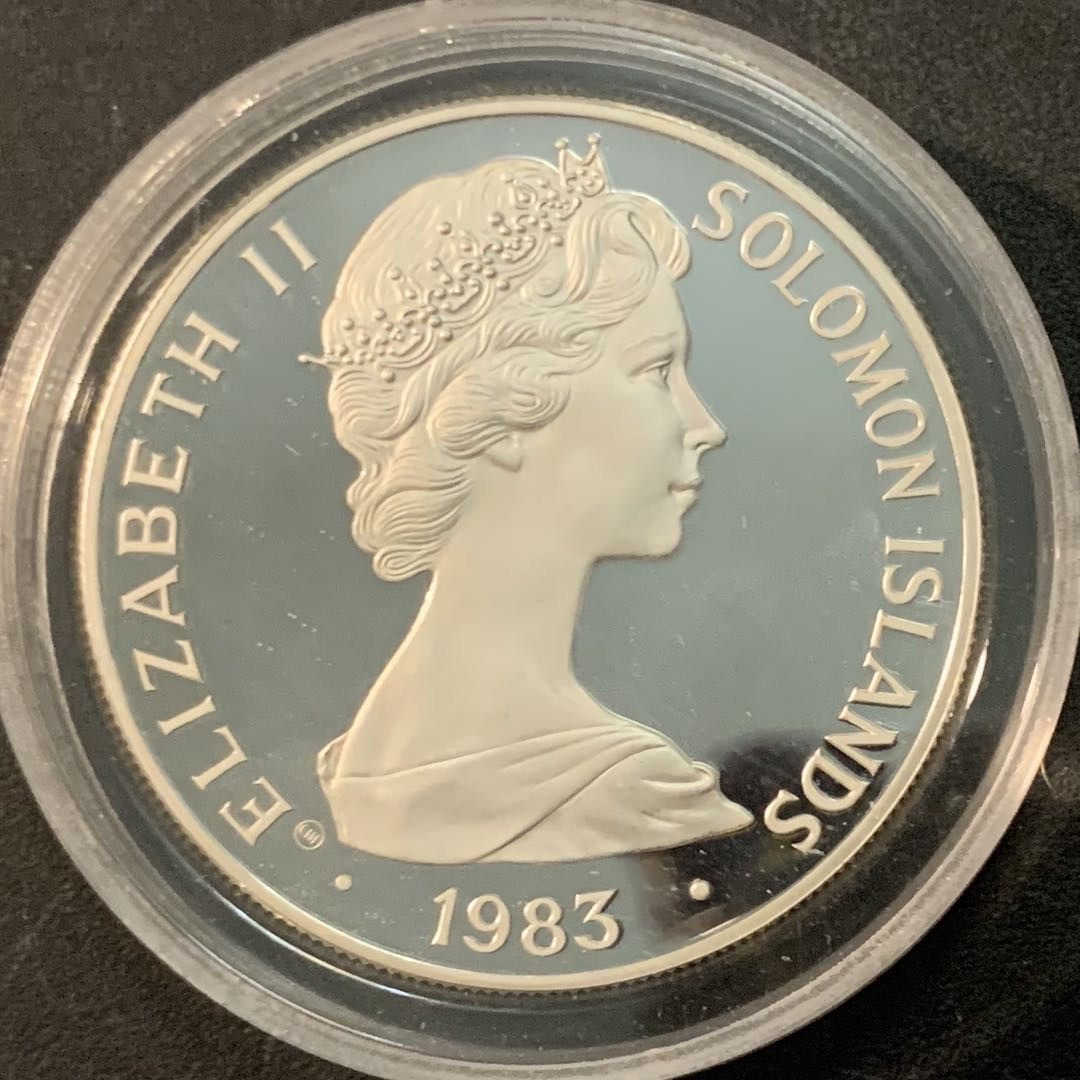 ELIZABETH II
SOLOMON ISLANDS
1983